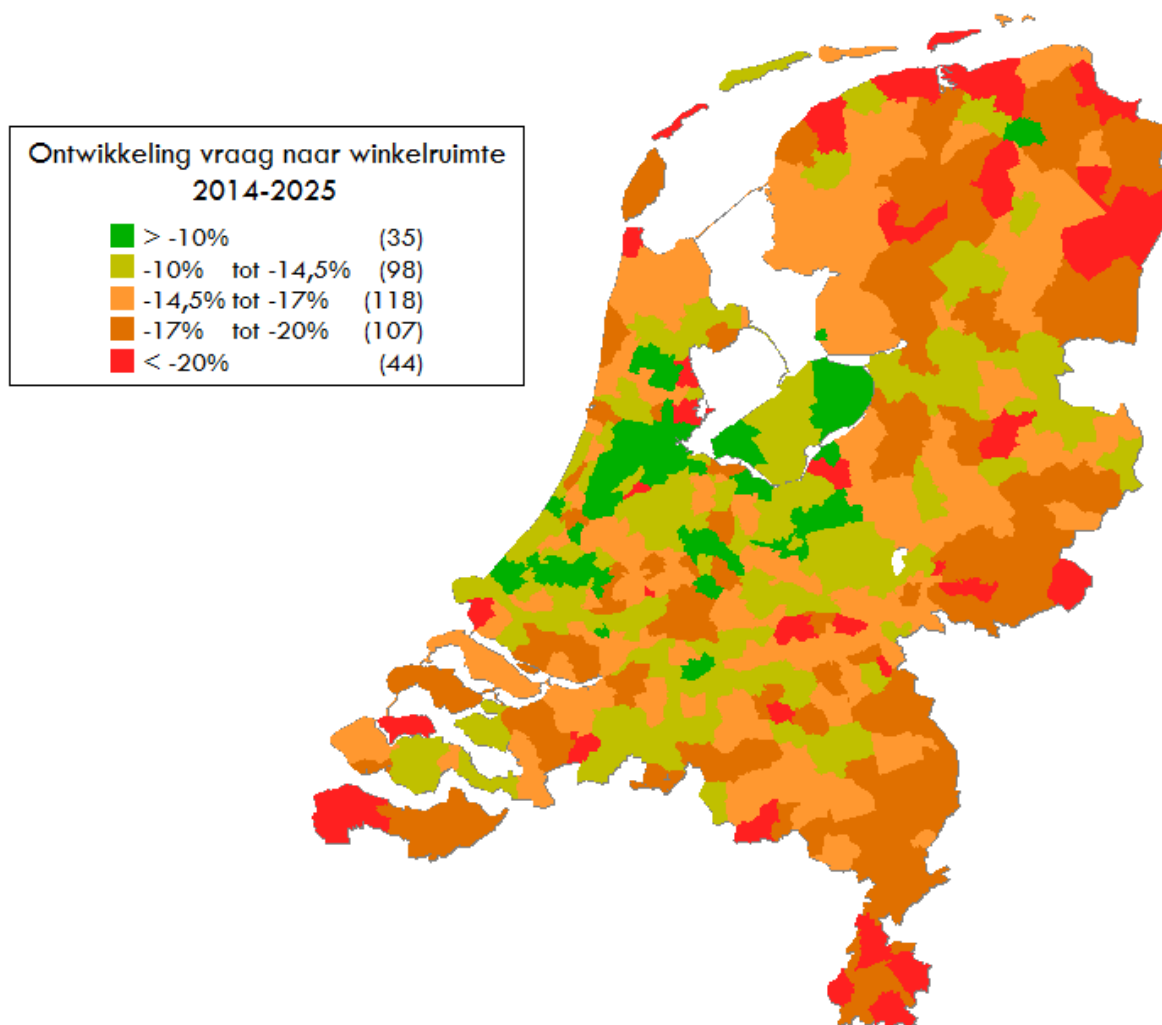 Ontwikkeling vraag naar winkelruimte
2014-2025
> -10% (35)
-10% tot -14,5% (98)
-14,5% tot -17% (118)
-17% tot -20% (107)
< -20% (44)